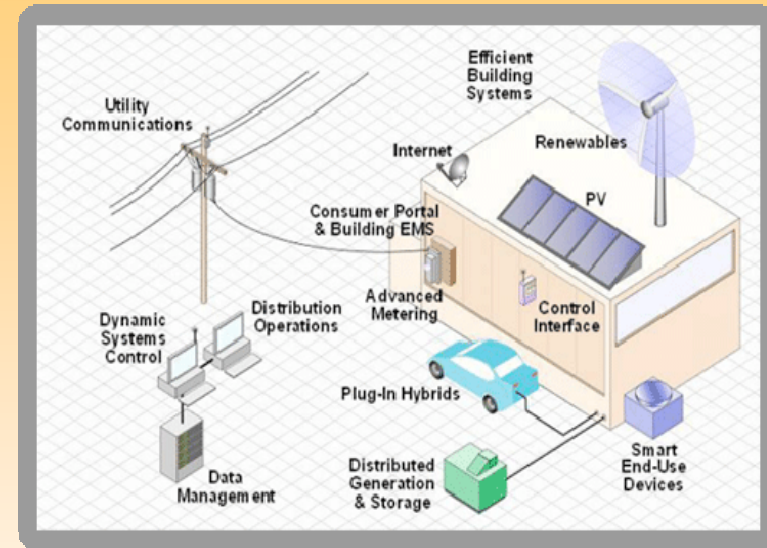 Efficient
Building
Systems
Utility
Communications
Internet
Renewables
PV
Consumer Portal
& Building EMS
Advanced
Metering
Control
Interface
Dynamic
Systems
Control
Distribution
Operations
Plug-In Hybrids
Data
Management
Distributed
Generation
& Storage
Smart
End-Use
Devices